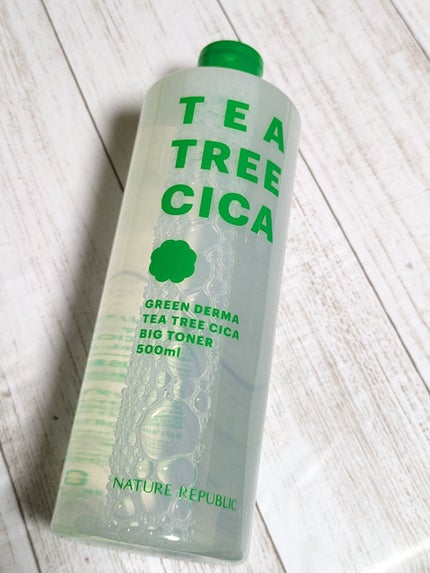 TEA
TREE
CICA
GREEN DERMA
TEA TREE CICA
BIG TONER
500ml
NATURE REPUBLIC